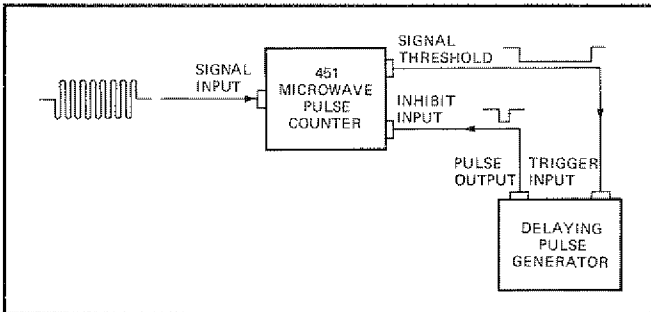 SIGNAL
INPUT
451
MICROWAVE
PULSE
COUNTER
SIGNAL
THRESHOLD
INHIBIT
INPUT
PULSE
OUTPUT
TRIGGER
INPUT
DELAYING
PULSE
GENERATOR